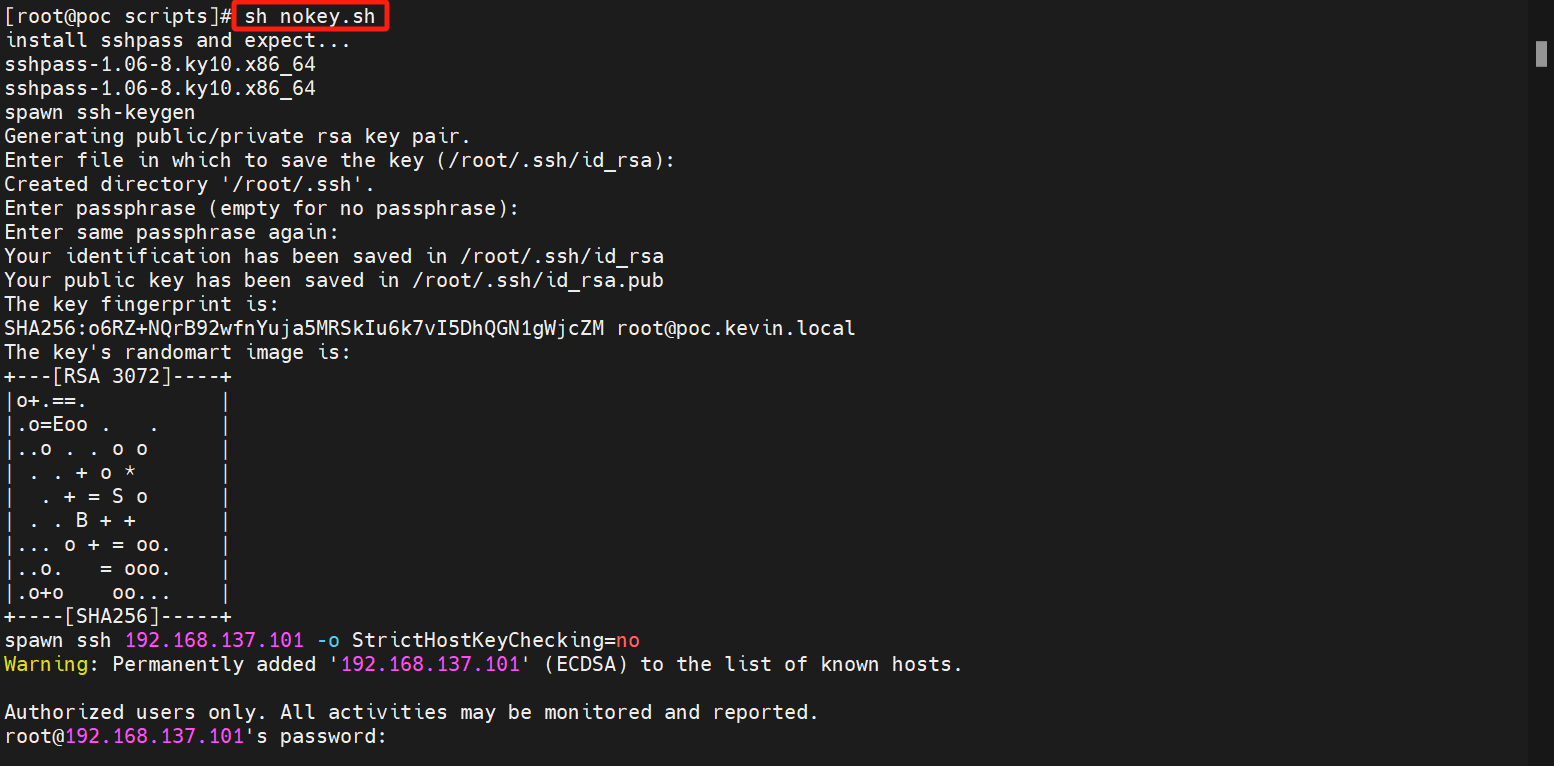 [root@poc scripts]# sh nokey.sh
install sshpass and expect...
sshpass-1.06-8.ky10.x86_64
sshpass-1.06-8.ky10.x86_64
spawn ssh-keygen
Generating public/private rsa key pair.
Enter file in which to save the key (/root/.ssh/id_rsa):
Created directory '/root/.ssh'.
Enter passphrase (empty for no passphrase):
Enter same passphrase again:
Your identification has been saved in /root/.ssh/id_rsa
Your public key has been saved in /root/.ssh/id_rsa.pub
The key fingerprint is:
SHA256:o6RZ+NQrB92wfnYuja5MRSkIu6k7vI5DhQGN1gWjcZM root@poc.kevin.local
The key's randomart image is:
+---[RSA 3072]----+
|o+.==.           |
|.o=Eoo .   .     |
|..o . . o o      |
| . . + o *       |
|  . + = S o      |
| . . B + +       |
|... o + = oo.    |
|..o.   = ooo.    |
|.o+o    oo...    |
+----[SHA256]-----+
spawn ssh 192.168.137.101 -o StrictHostKeyChecking=no
Warning: Permanently added '192.168.137.101' (ECDSA) to the list of known hosts.

Authorized users only. All activities may be monitored and reported.
root@192.168.137.101's password: